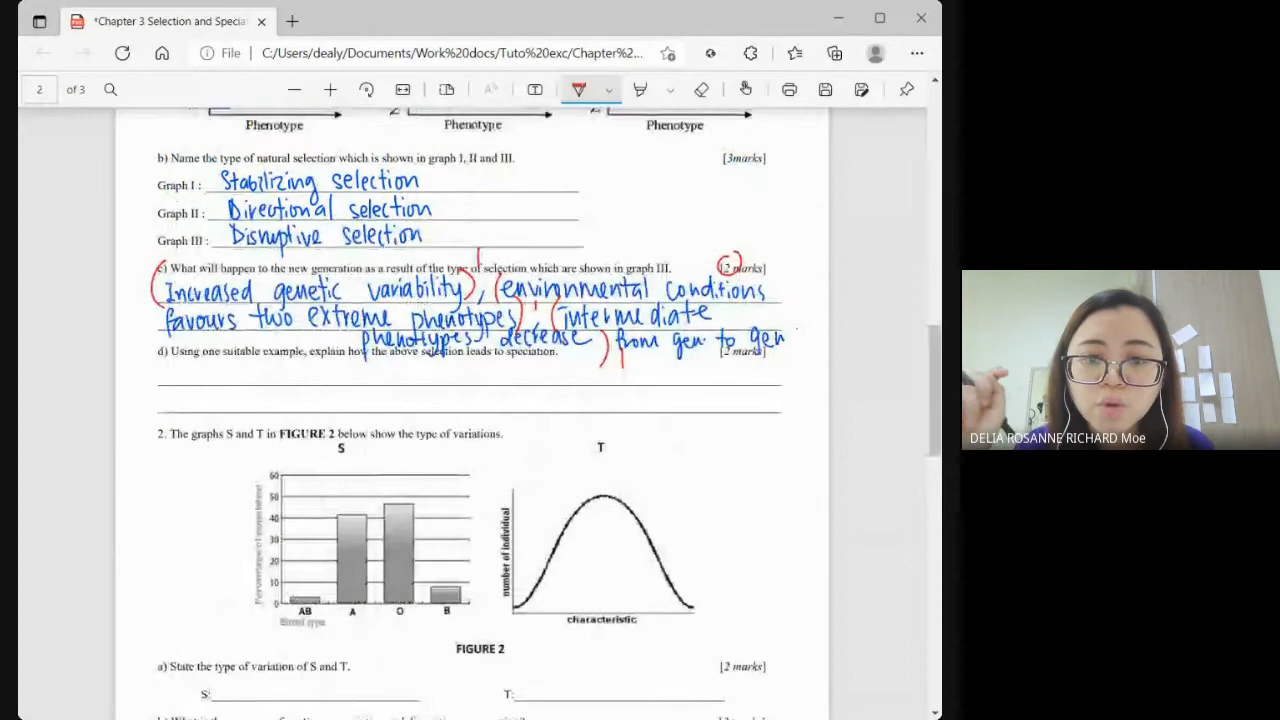 *Chapter 3 Selection and Specia
File
C:/Users/dealy/Documents/Work%20docs/Tuto%20exc/Chapter%2...
2 of 3
Phenotype Phenotype Phenotype
b) Name the type of natural selection which is shown in graph I, II and III. [3marks]
Graph I : Stabilizing selection
Graph II : Directional selection
Graph III : Disruptive selection
c) What will happen to the new generation as a result of the type of selection which are shown in graph III. [2 marks]
(Increased genetic variability), (environmental conditions
favours two extreme phenotypes), (intermediate
phenotypes decrease) from gen to gen
d) Using one suitable example, explain how the above selection leads to speciation. [2 marks]
2. The graphs S and T in FIGURE 2 below show the type of variations.
S T
60
50
40
30
20
10
0
AB A O B
Blood type
number of individual
characteristic
FIGURE 2
a) State the type of variation of S and T. [2 marks]
S: T:
DELIA ROSANNE RICHARD Moe